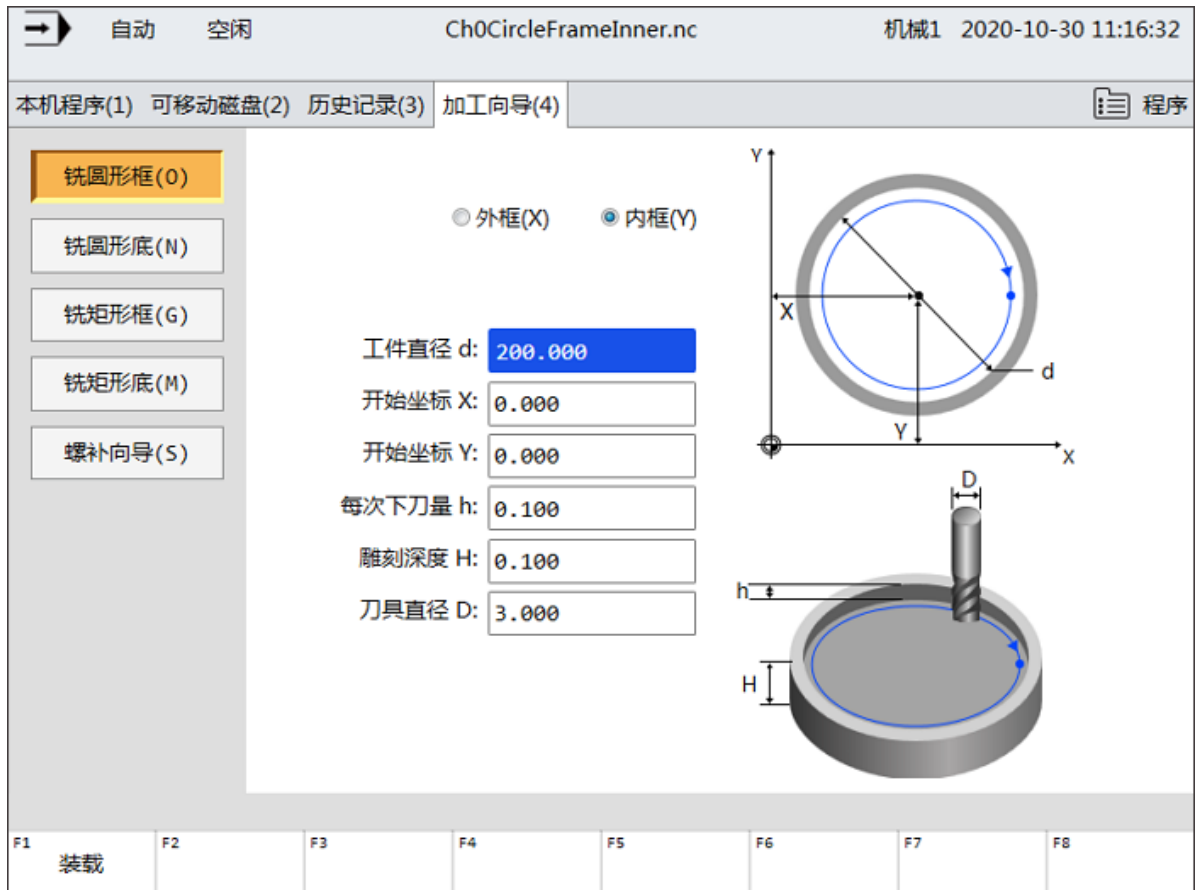 自动 空闲 Ch0CircleFrameInner.nc 机械1 2020-10-30 11:16:32
本机程序(1) 可移动磁盘(2) 历史记录(3) 加工向导(4) 程序
铣圆形框(O)
铣圆形底(N)
铣矩形框(G)
铣矩形底(M)
螺补向导(S)
外框(X) 内框(Y)
工件直径 d: 200.000
开始坐标 X: 0.000
开始坐标 Y: 0.000
每次下刀量 h: 0.100
雕刻深度 H: 0.100
刀具直径 D: 3.000
Y
X
d
Y
X
D
h
H
F1 装载 F2 F3 F4 F5 F6 F7 F8